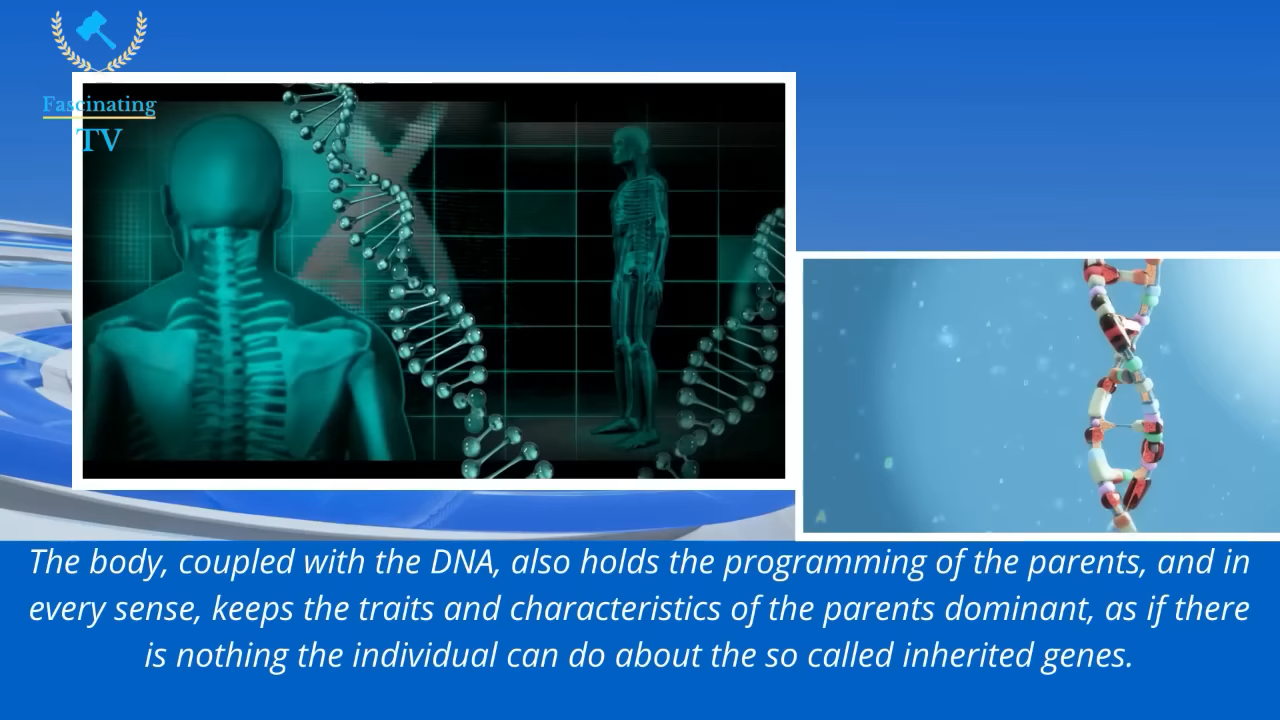 Fascinating
TV
The body, coupled with the DNA, also holds the programming of the parents, and in
every sense, keeps the traits and characteristics of the parents dominant, as if there
is nothing the individual can do about the so called inherited genes.